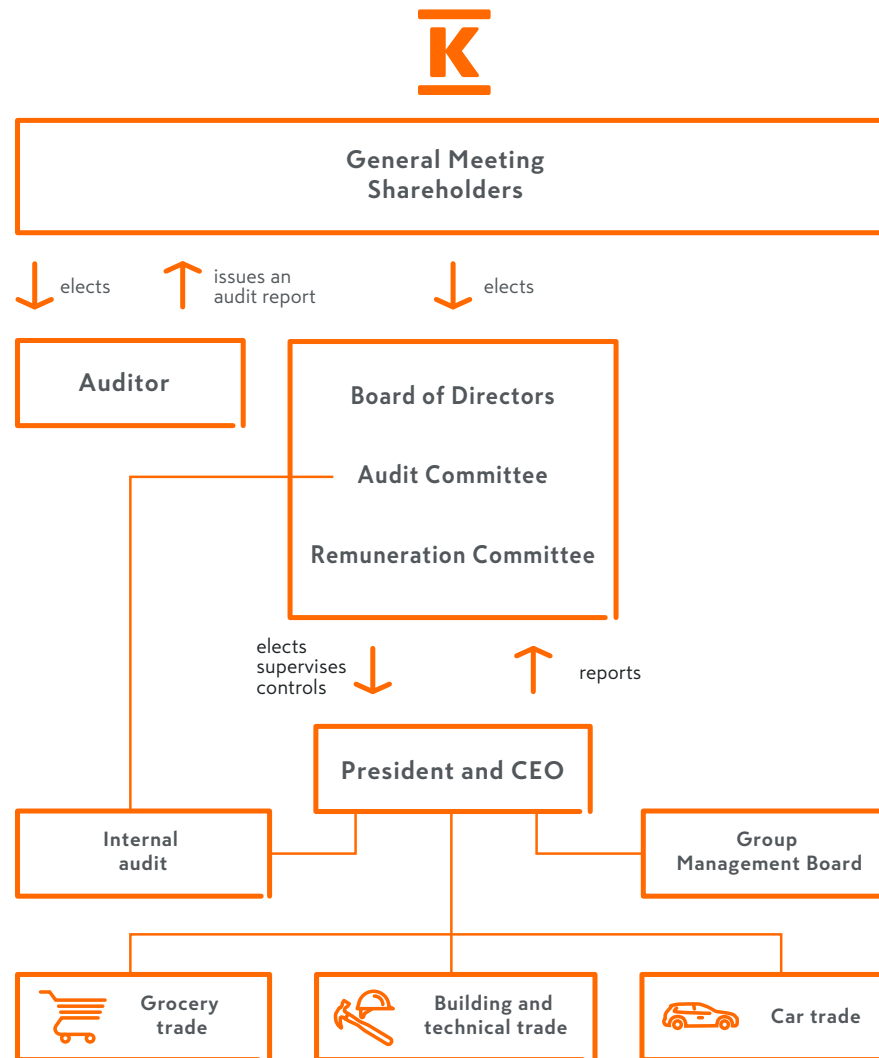 K
General Meeting
Shareholders
elects
issues an
audit report
elects
Auditor
Board of Directors
Audit Committee
Remuneration Committee
elects
supervises
controls
reports
President and CEO
Internal
audit
Group
Management Board
Grocery
trade
Building and
technical trade
Car trade